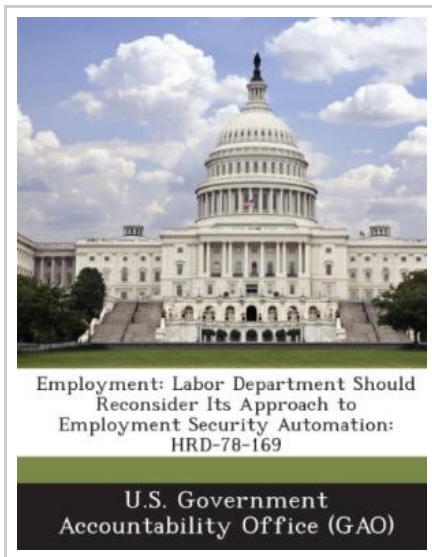 Employment: Labor Department Should
Reconsider Its Approach to
Employment Security Automation:
HRD-78-169
U.S. Government
Accountability Office (GAO)